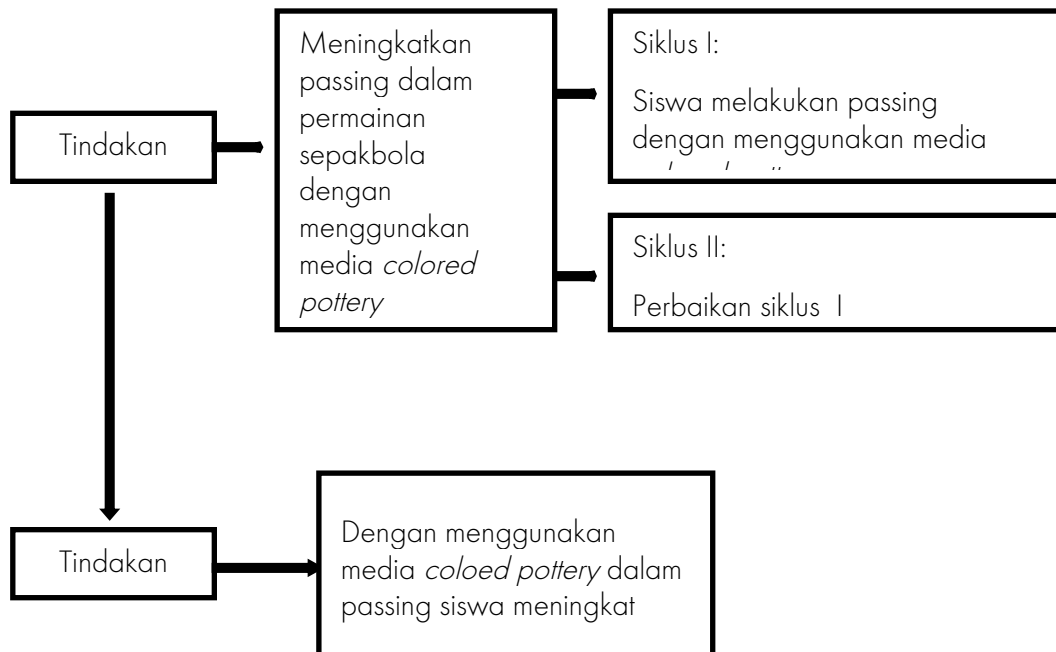 Tindakan
Meningkatkan
passing dalam
permainan
sepakbola
dengan
menggunakan
media colored
pottery
Siklus I:
Siswa melakukan passing
dengan menggunakan media
Siklus II:
Perbaikan siklus I
Tindakan
Dengan menggunakan
media coloed pottery dalam
passing siswa meningkat